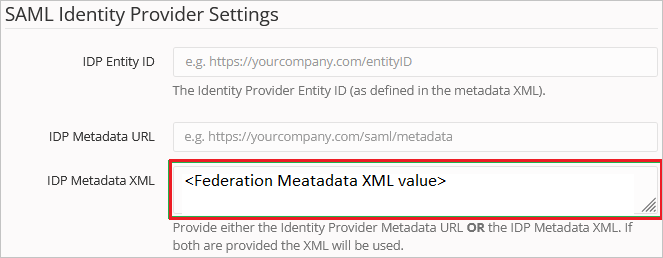 SAML Identity Provider Settings
IDP Entity ID
e.g. https://yourcompany.com/entityID
The Identity Provider Entity ID (as defined in the metadata XML).
IDP Metadata URL
e.g. https://yourcompany.com/saml/metadata
IDP Metadata XML
<Federation Meatadata XML value>
Provide either the Identity Provider Metadata URL OR the IDP Metadata XML. If
both are provided the XML will be used.